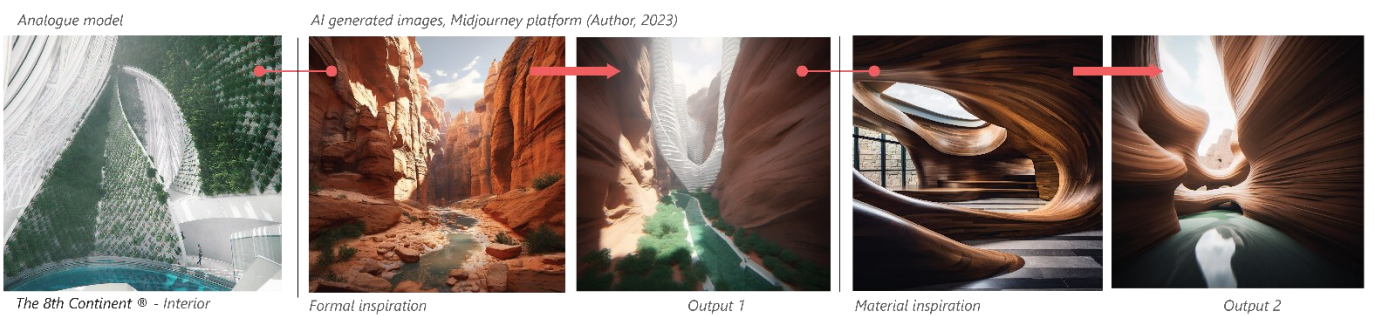 Analogue model
AI generated images, Midjourney platform (Author, 2023)
The 8th Continent ® - Interior
Formal inspiration
Output 1
Material inspiration
Output 2